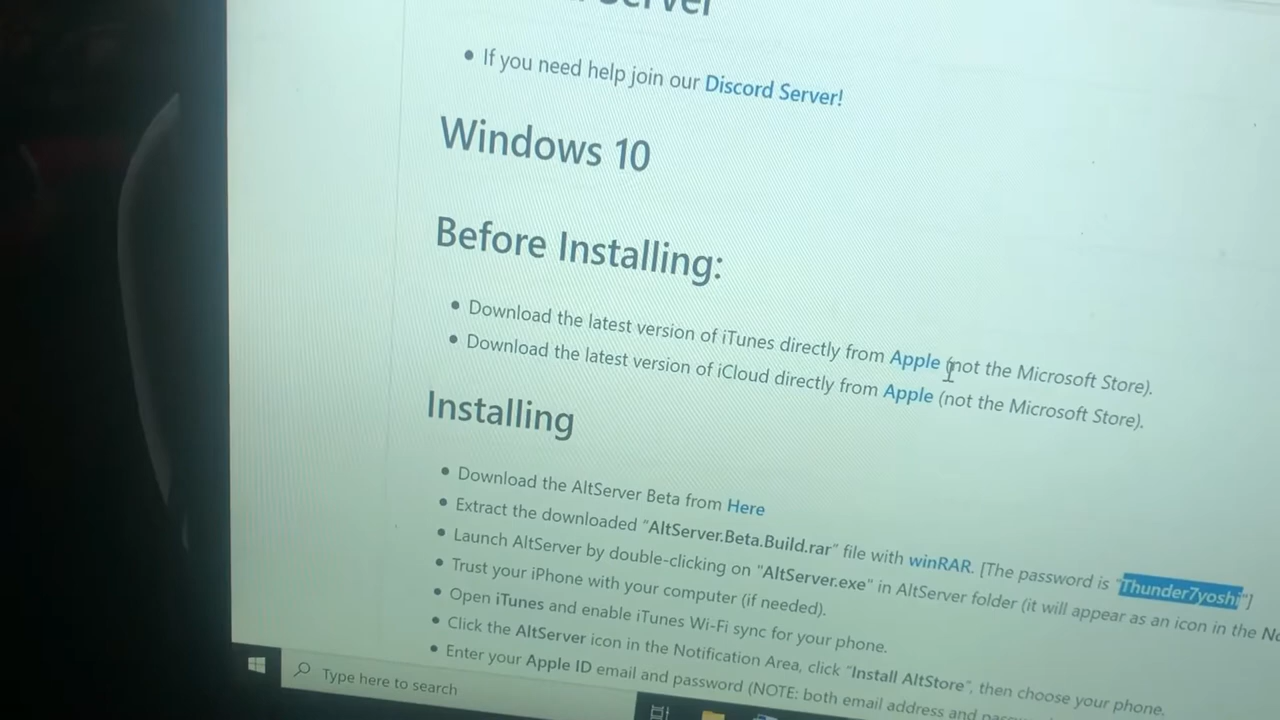 If you need help join our Discord Server!
Windows 10
Before Installing:
Download the latest version of iTunes directly from Apple (not the Microsoft Store).
Download the latest version of iCloud directly from Apple (not the Microsoft Store).
Installing
Download the AltServer Beta from Here
Extract the downloaded "AltServer.Beta.Build.rar" file with winRAR. [The password is "Thunder7yoshi"]
Launch AltServer by double-clicking on "AltServer.exe" in AltServer folder (it will appear as an icon in the
Trust your iPhone with your computer (if needed).
Open iTunes and enable iTunes Wi-Fi sync for your phone.
Click the AltServer icon in the Notification Area, click "Install AltStore", then choose your phone.
Enter your Apple ID email and password (NOTE: both email address and
Type here to search